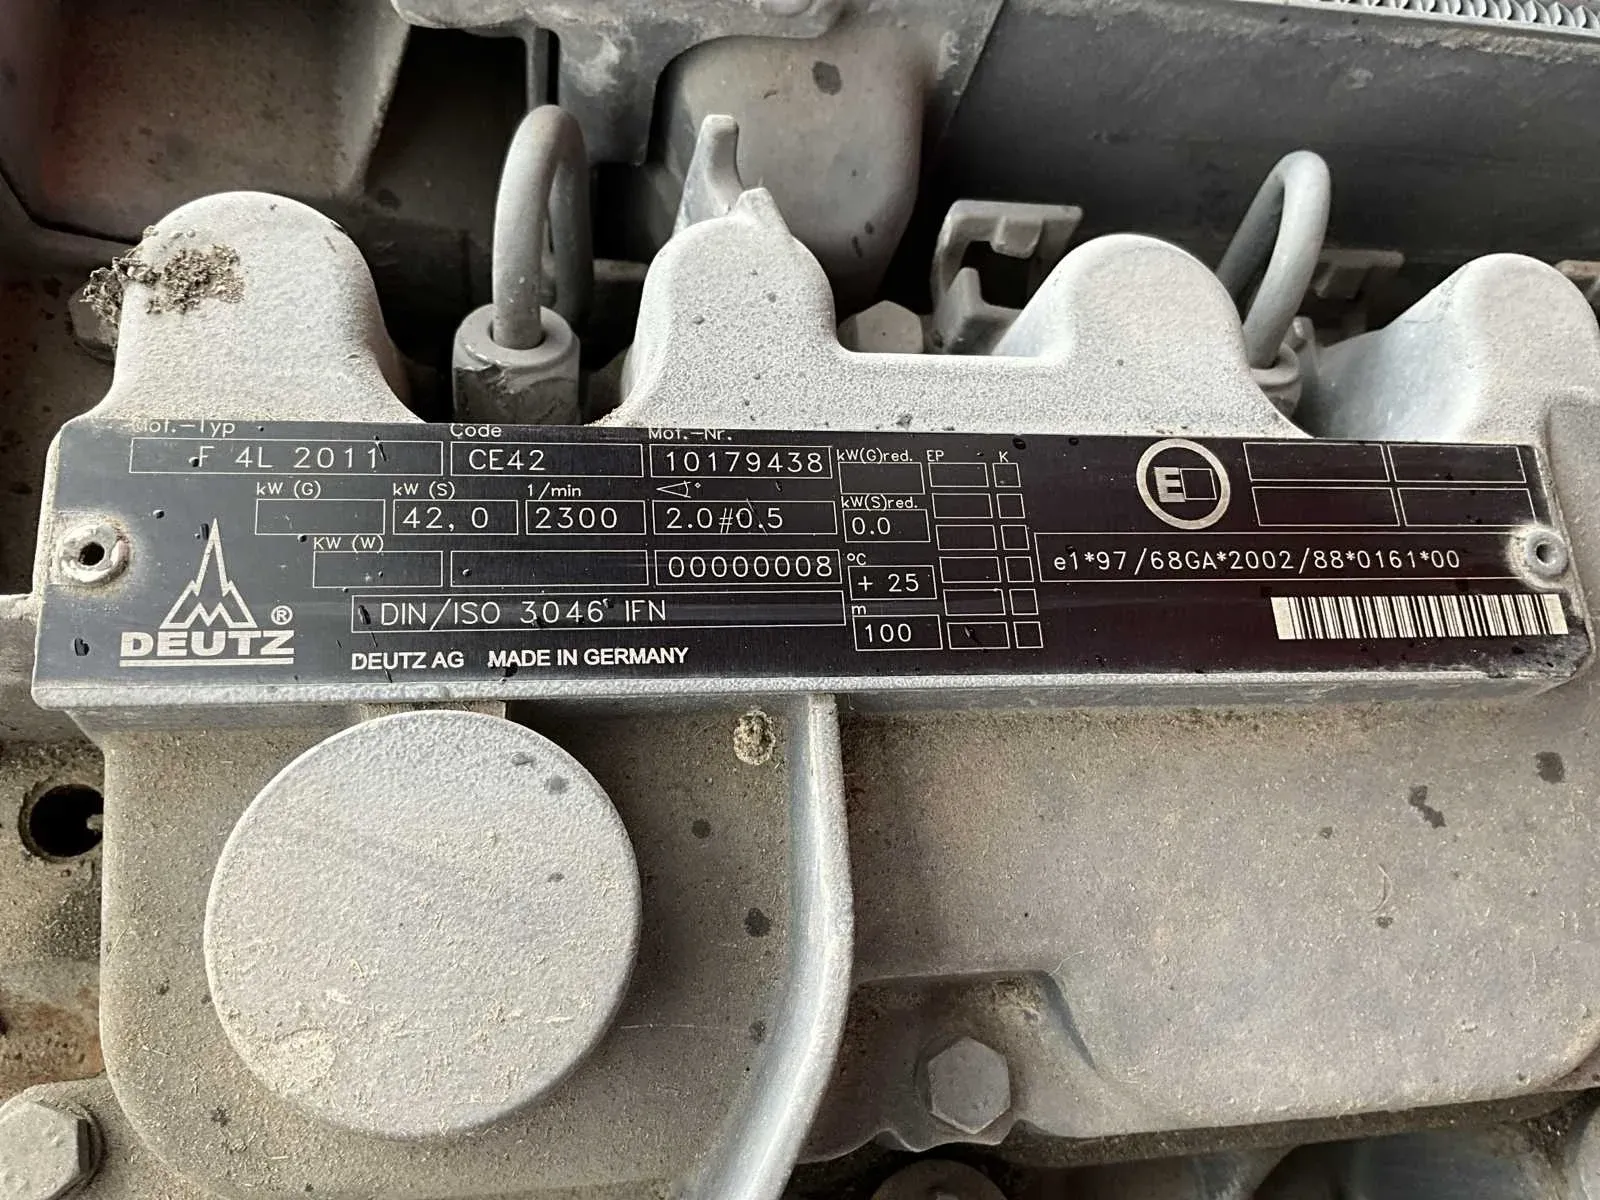 Mot.-Typ Code Mot.-Nr.
F 4L 2011 CE42 10179438 kW(G)red. EP K
kW (G) kW (S) 1/min °
42,0 2300 2.0#0.5 kW(S)red. 0.0
KW (W) 00000008 °C + 25
e1*97/68GA*2002/88*0161*00
DIN/ISO 3046 IFN m 100
DEUTZ ®
DEUTZ AG MADE IN GERMANY
E